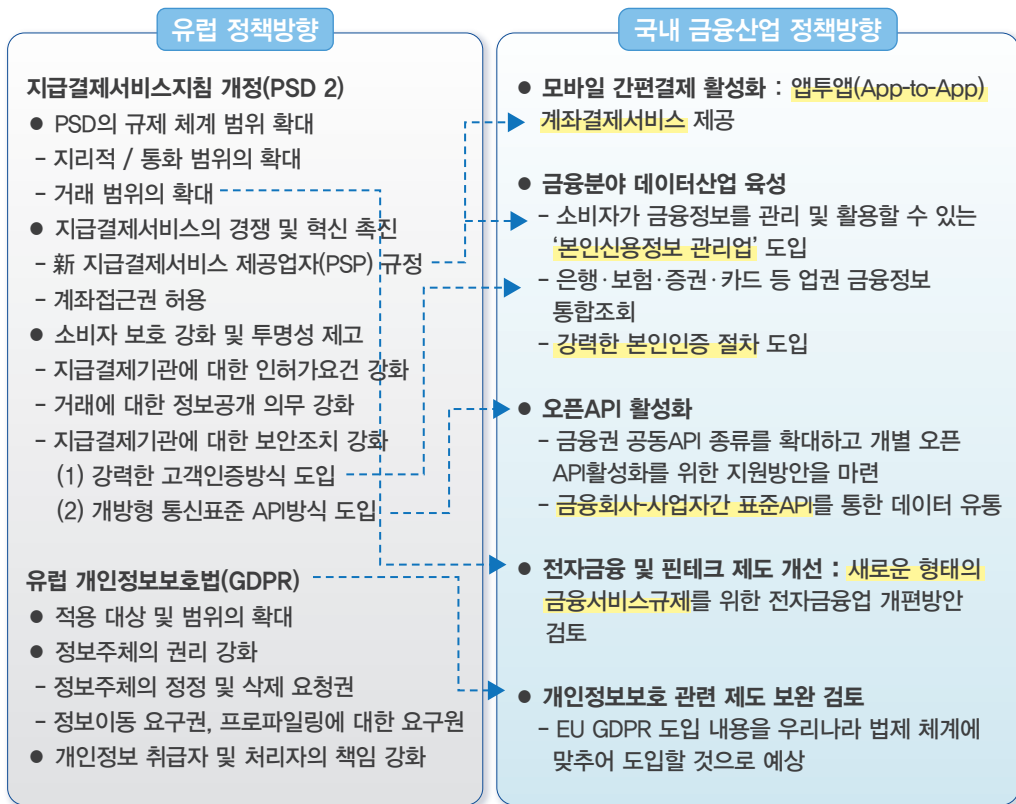 유럽 정책방향
지급결제서비스지침 개정(PSD 2)
● PSD의 규제 체계 범위 확대
- 지리적 / 통화 범위의 확대
- 거래 범위의 확대
● 지급결제서비스의 경쟁 및 혁신 촉진
- 新 지급결제서비스 제공업자(PSP) 규정
- 계좌접근권 허용
● 소비자 보호 강화 및 투명성 제고
- 지급결제기관에 대한 인허가요건 강화
- 거래에 대한 정보공개 의무 강화
- 지급결제기관에 대한 보안조치 강화
(1) 강력한 고객인증방식 도입
(2) 개방형 통신표준 API방식 도입
유럽 개인정보보호법(GDPR)
● 적용 대상 및 범위의 확대
● 정보주체의 권리 강화
- 정보주체의 정정 및 삭제 요청권
- 정보이동 요구권, 프로파일링에 대한 요구원
● 개인정보 취급자 및 처리자의 책임 강화
국내 금융산업 정책방향
● 모바일 간편결제 활성화 : 앱투앱(App-to-App)
계좌결제서비스 제공
● 금융분야 데이터산업 육성
- 소비자가 금융정보를 관리 및 활용할 수 있는
‘본인신용정보 관리업’ 도입
- 은행·보험·증권·카드 등 업권 금융정보
통합조회
- 강력한 본인인증 절차 도입
● 오픈API 활성화
- 금융권 공동API 종류를 확대하고 개별 오픈
API활성화를 위한 지원방안을 마련
- 금융회사-사업자간 표준API를 통한 데이터 유통
● 전자금융 및 핀테크 제도 개선 : 새로운 형태의
금융서비스규제를 위한 전자금융업 개편방안
검토
● 개인정보보호 관련 제도 보완 검토
- EU GDPR 도입 내용을 우리나라 법제 체계에
맞추어 도입할 것으로 예상